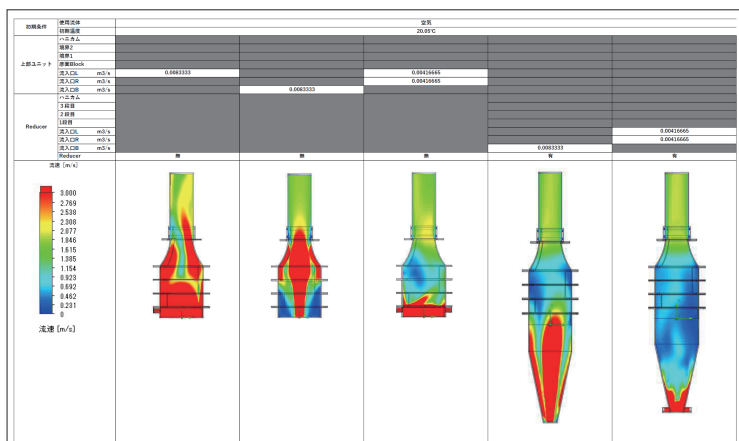 初期条件 使用流体 空気
初期温度 20.05℃
上部ユニット ハニカム
境界2
境界1
底面Block
流入口L m3/s 0.0083333 0.00416665
流入口R m3/s 0.00416665
流入口B m3/s 0.0083333
Reducer ハニカム
3段目
2段目
1段目
流入口L m3/s 0.00416665
流入口R m3/s 0.00416665
流入口B m3/s 0.0083333
Reducer 無 無 無 有 有
流速 [m/s]
3.000
2.769
2.538
2.308
2.077
1.846
1.615
1.385
1.154
0.923
0.692
0.462
0.231
0
流速 [m/s]